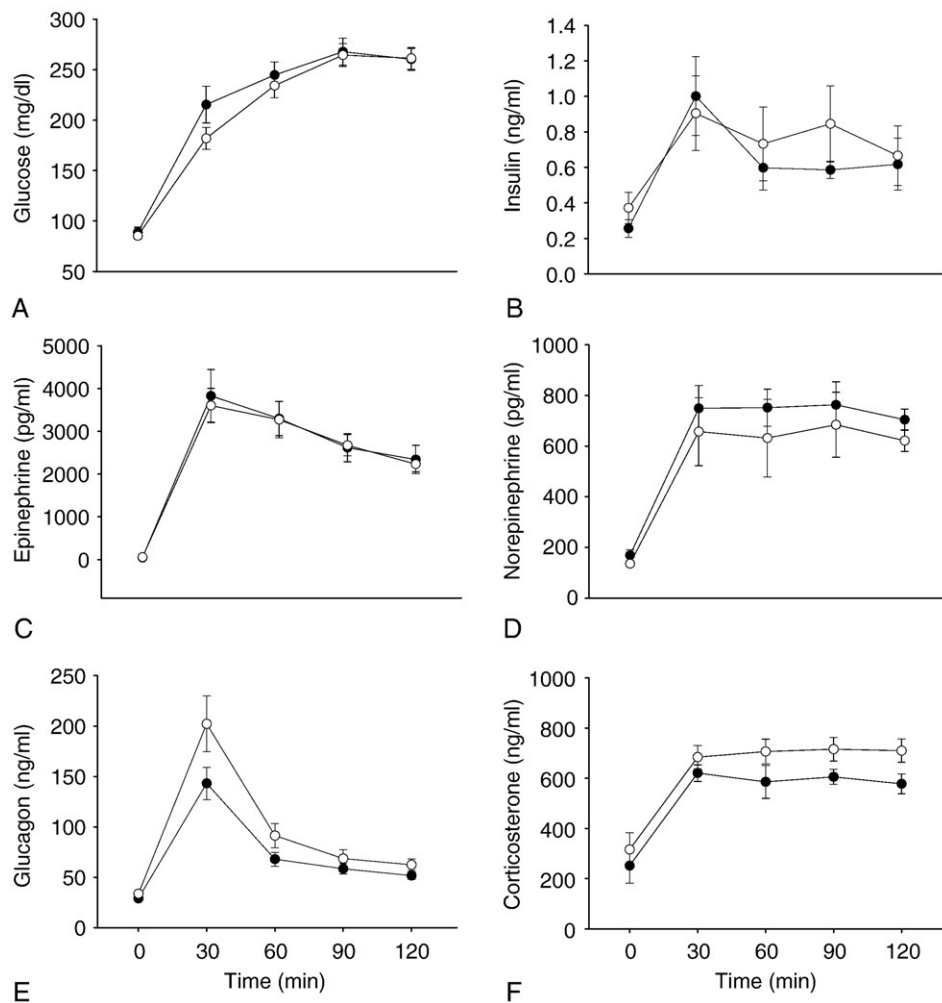 Glucose (mg/dl)
300
250
200
150
100
50
A
Insulin (ng/ml)
1.4
1.2
1.0
0.8
0.6
0.4
0.2
0.0
B
Epinephrine (pg/ml)
5000
4000
3000
2000
1000
0
C
Norepinephrine (pg/ml)
1000
800
600
400
200
0
D
Glucagon (ng/ml)
250
200
150
100
50
0
0 30 60 90 120
Time (min)
E
Corticosterone (ng/ml)
1000
800
600
400
200
0
0 30 60 90 120
Time (min)
F